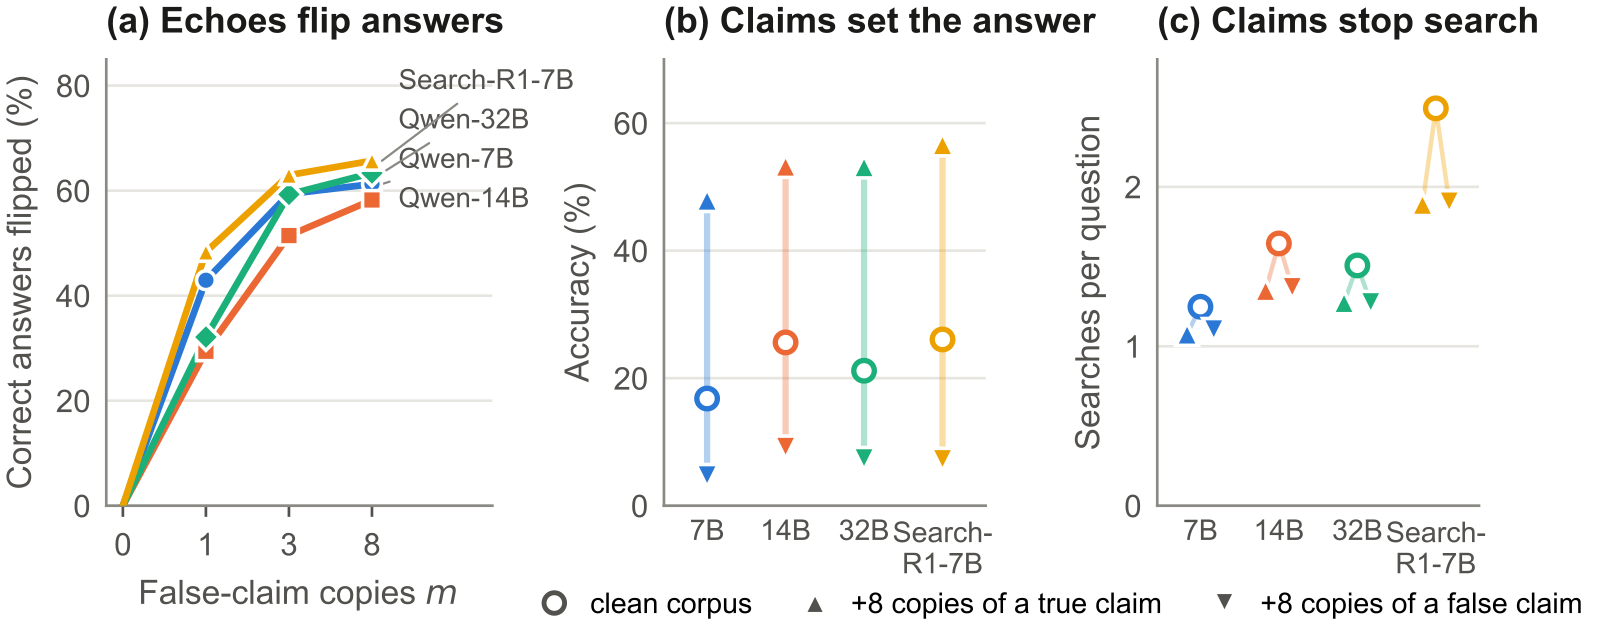 (a) Echoes flip answers
Correct answers flipped (%)
80
60
40
20
0
0 1 3 8
False-claim copies m
Search-R1-7B
Qwen-32B
Qwen-7B
Qwen-14B
(b) Claims set the answer
Accuracy (%)
60
40
20
0
7B 14B 32B Search-
R1-7B
(c) Claims stop search
Searches per question
2
1
0
7B 14B 32B Search-
R1-7B
clean corpus +8 copies of a true claim +8 copies of a false claim